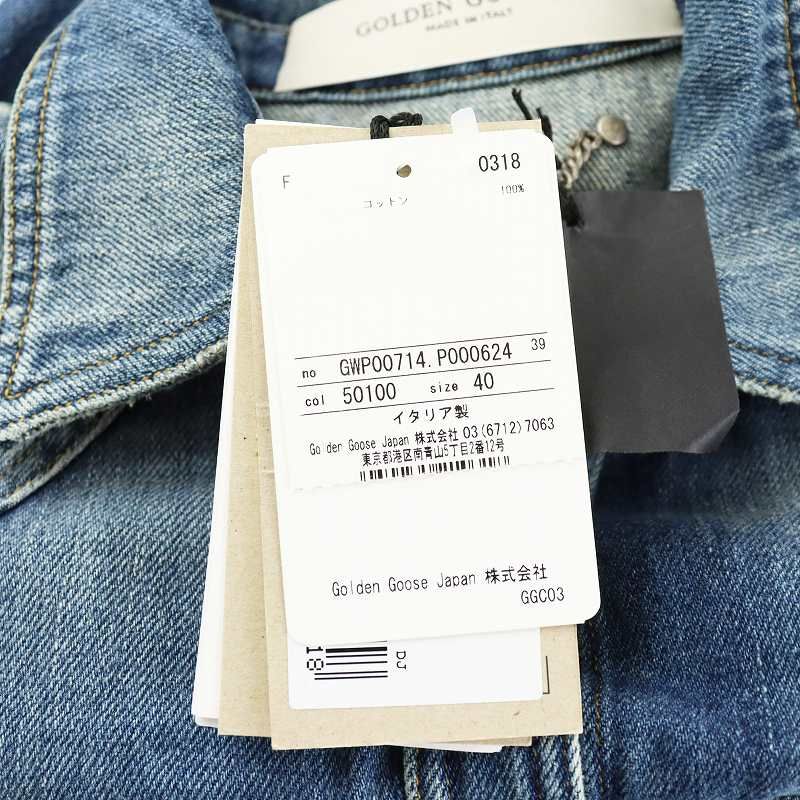 GOLDEN GO
MADE IN ITALY
F 0318
コットン 100%
no GWP00714.P000624 39
col 50100 size 40
イタリア製
Go der Goose Japan 株式会社 03(6712)7063
東京都港区南青山5丁目2番12号
Golden Goose Japan 株式会社
GGC03
18
DJ